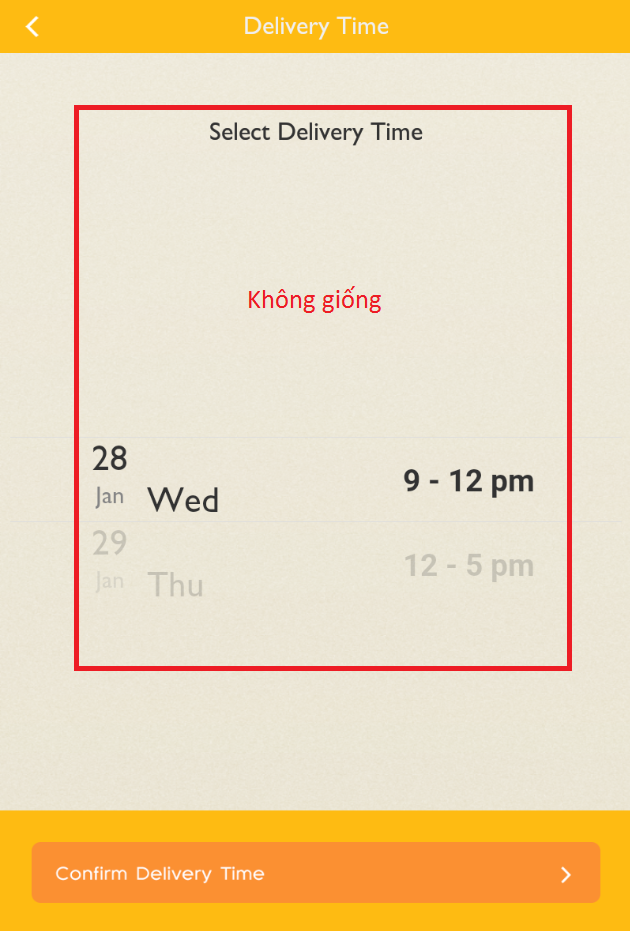 Delivery Time
Select Delivery Time
Không giống
28
Jan Wed 9 - 12 pm
29
Jan Thu 12 - 5 pm
Confirm Delivery Time